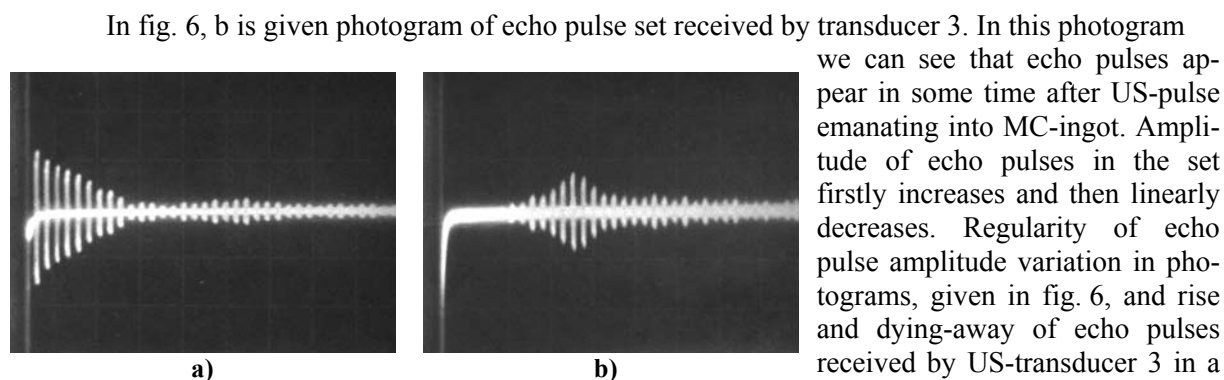 In fig. 6, b is given photogram of echo pulse set received by transducer 3. In this photogram
we can see that echo pulses ap-
pear in some time after US-pulse
emanating into MC-ingot. Ampli-
tude of echo pulses in the set
firstly increases and then linearly
decreases. Regularity of echo
pulse amplitude variation in pho-
tograms, given in fig. 6, and rise
and dying-away of echo pulses
received by US-transducer 3 in a
a)
b)